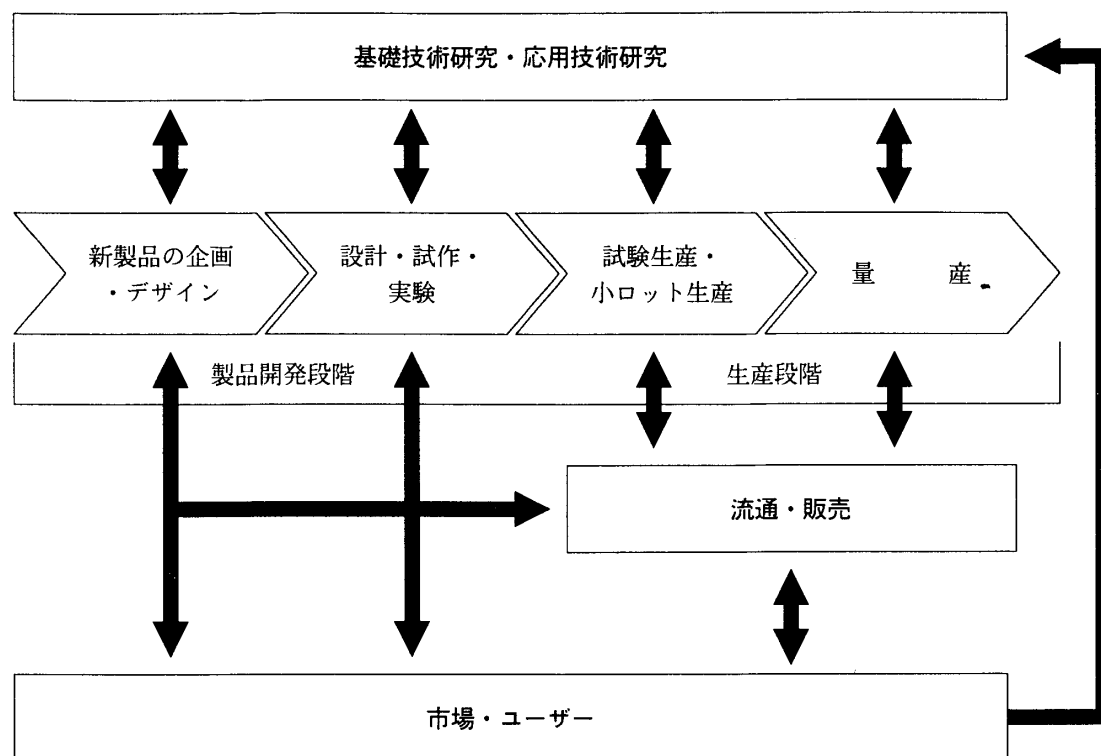 基礎技術研究・応用技術研究
新製品の企画
・デザイン
設計・試作・
実験
試験生産・
小ロット生産
量産
製品開発段階
生産段階
流通・販売
市場・ユーザー